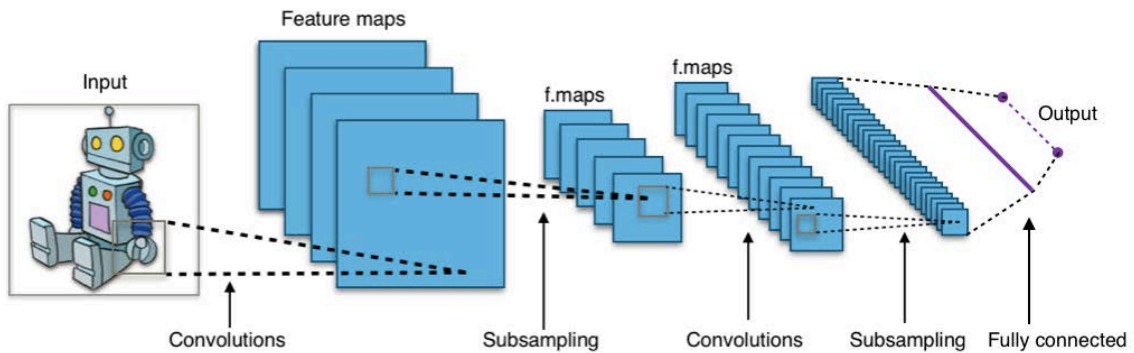 Feature maps
Input
f.maps
f.maps
Output
Convolutions
Subsampling
Convolutions
Subsampling
Fully connected